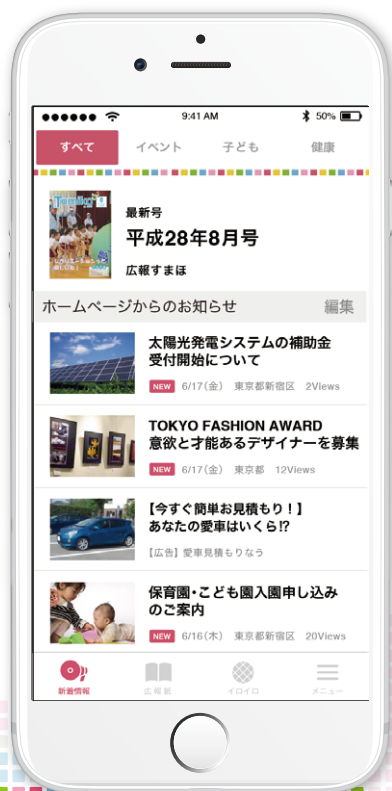 9:41 AM
50%
すべて
イベント
子ども
健康
最新号
平成28年8月号
広報すまほ
ホームページからのお知らせ
編集
太陽光発電システムの補助金
受付開始について
NEW 6/17(金) 東京都新宿区 2Views
TOKYO FASHION AWARD
意欲と才能あるデザイナーを募集
NEW 6/17(金) 東京都 12Views
【今すぐ簡単お見積もり!】
あなたの愛車はいくら!?
【広告】愛車見積もりなう
保育園・こども園入園申し込み
のご案内
NEW 6/16(木) 東京都新宿区 20Views
新着情報
広報紙
イロイロ
メニュー